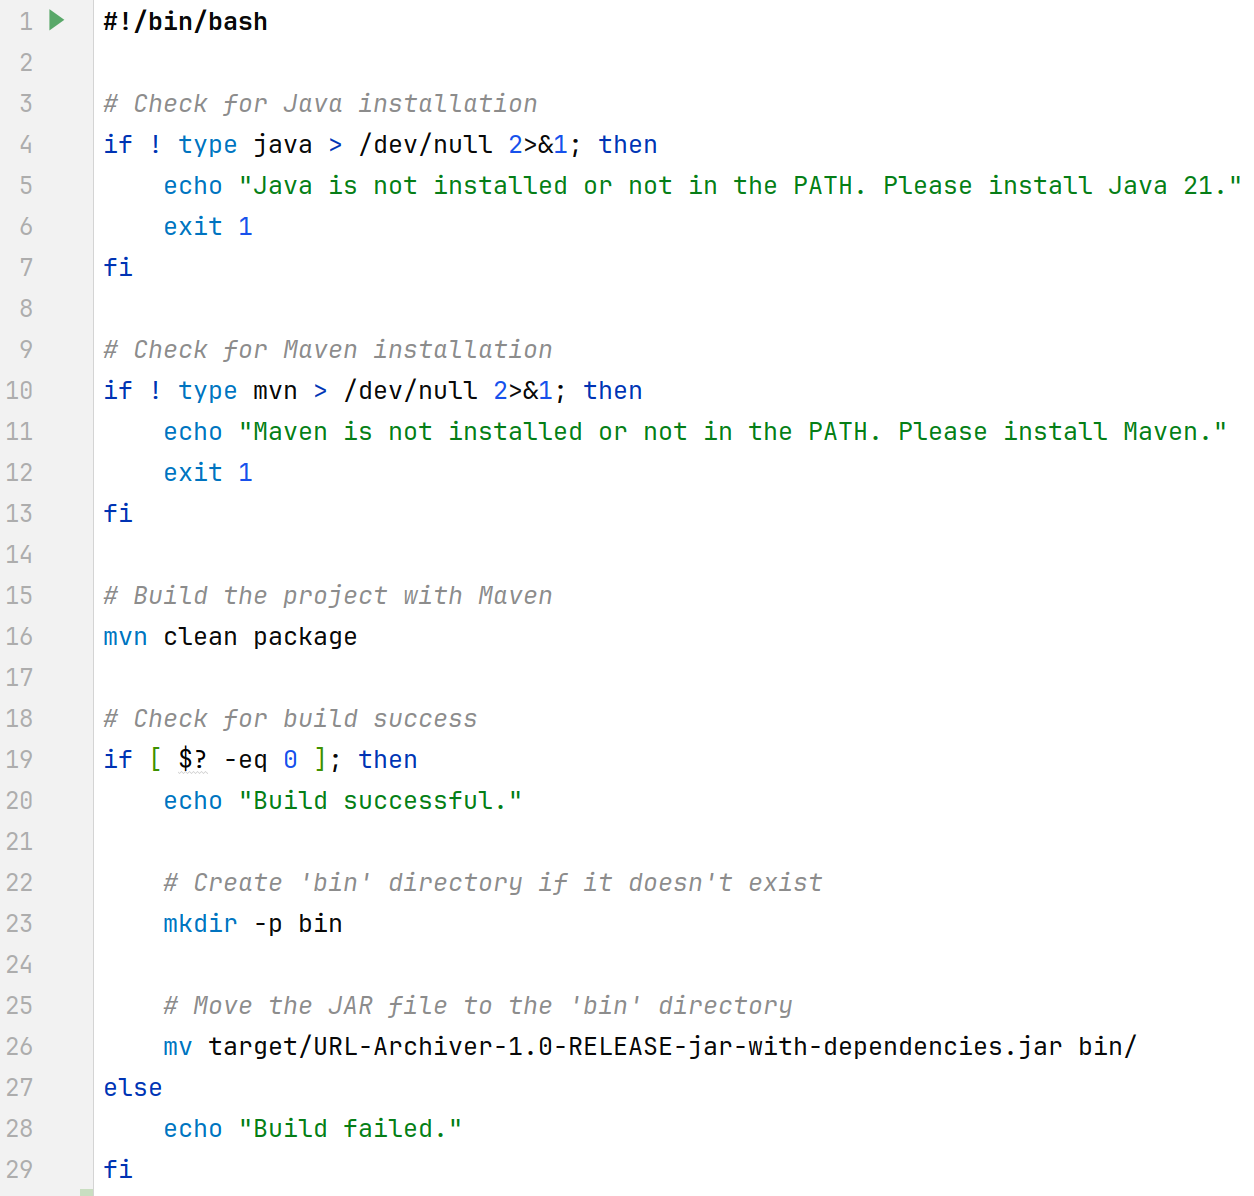 1 #!/bin/bash
2
3 # Check for Java installation
4 if ! type java > /dev/null 2>&1; then
5     echo "Java is not installed or not in the PATH. Please install Java 21."
6     exit 1
7 fi
8
9 # Check for Maven installation
10 if ! type mvn > /dev/null 2>&1; then
11     echo "Maven is not installed or not in the PATH. Please install Maven."
12     exit 1
13 fi
14
15 # Build the project with Maven
16 mvn clean package
17
18 # Check for build success
19 if [ $? -eq 0 ]; then
20     echo "Build successful."
21
22     # Create 'bin' directory if it doesn't exist
23     mkdir -p bin
24
25     # Move the JAR file to the 'bin' directory
26     mv target/URL-Archiver-1.0-RELEASE-jar-with-dependencies.jar bin/
27 else
28     echo "Build failed."
29 fi